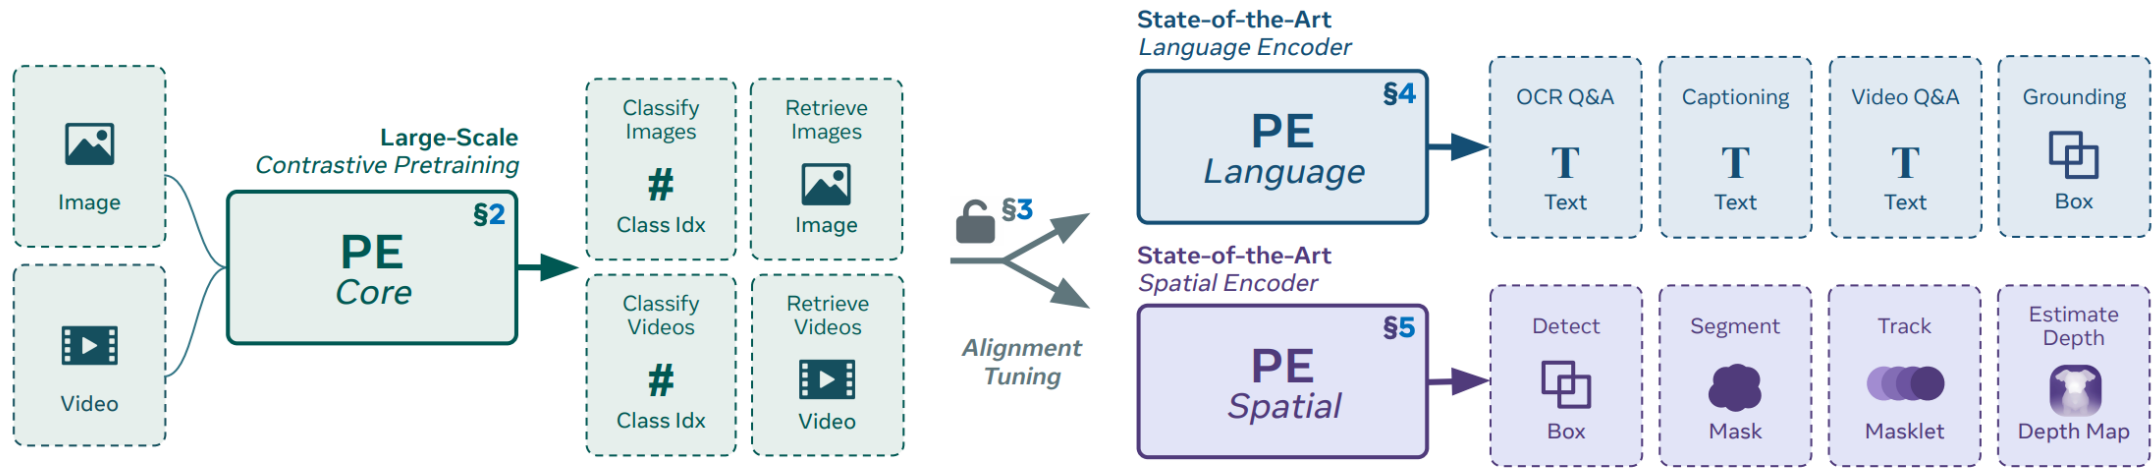 Image
Video
Large-Scale
Contrastive Pretraining
§2
PE
Core
Classify
Images
#
Class Idx
Retrieve
Images
Image
Classify
Videos
#
Class Idx
Retrieve
Videos
Video
§3
Alignment
Tuning
State-of-the-Art
Language Encoder
§4
PE
Language
OCR Q&A
T
Text
Captioning
T
Text
Video Q&A
T
Text
Grounding
Box
State-of-the-Art
Spatial Encoder
§5
PE
Spatial
Detect
Box
Segment
Mask
Track
Masklet
Estimate
Depth
Depth Map